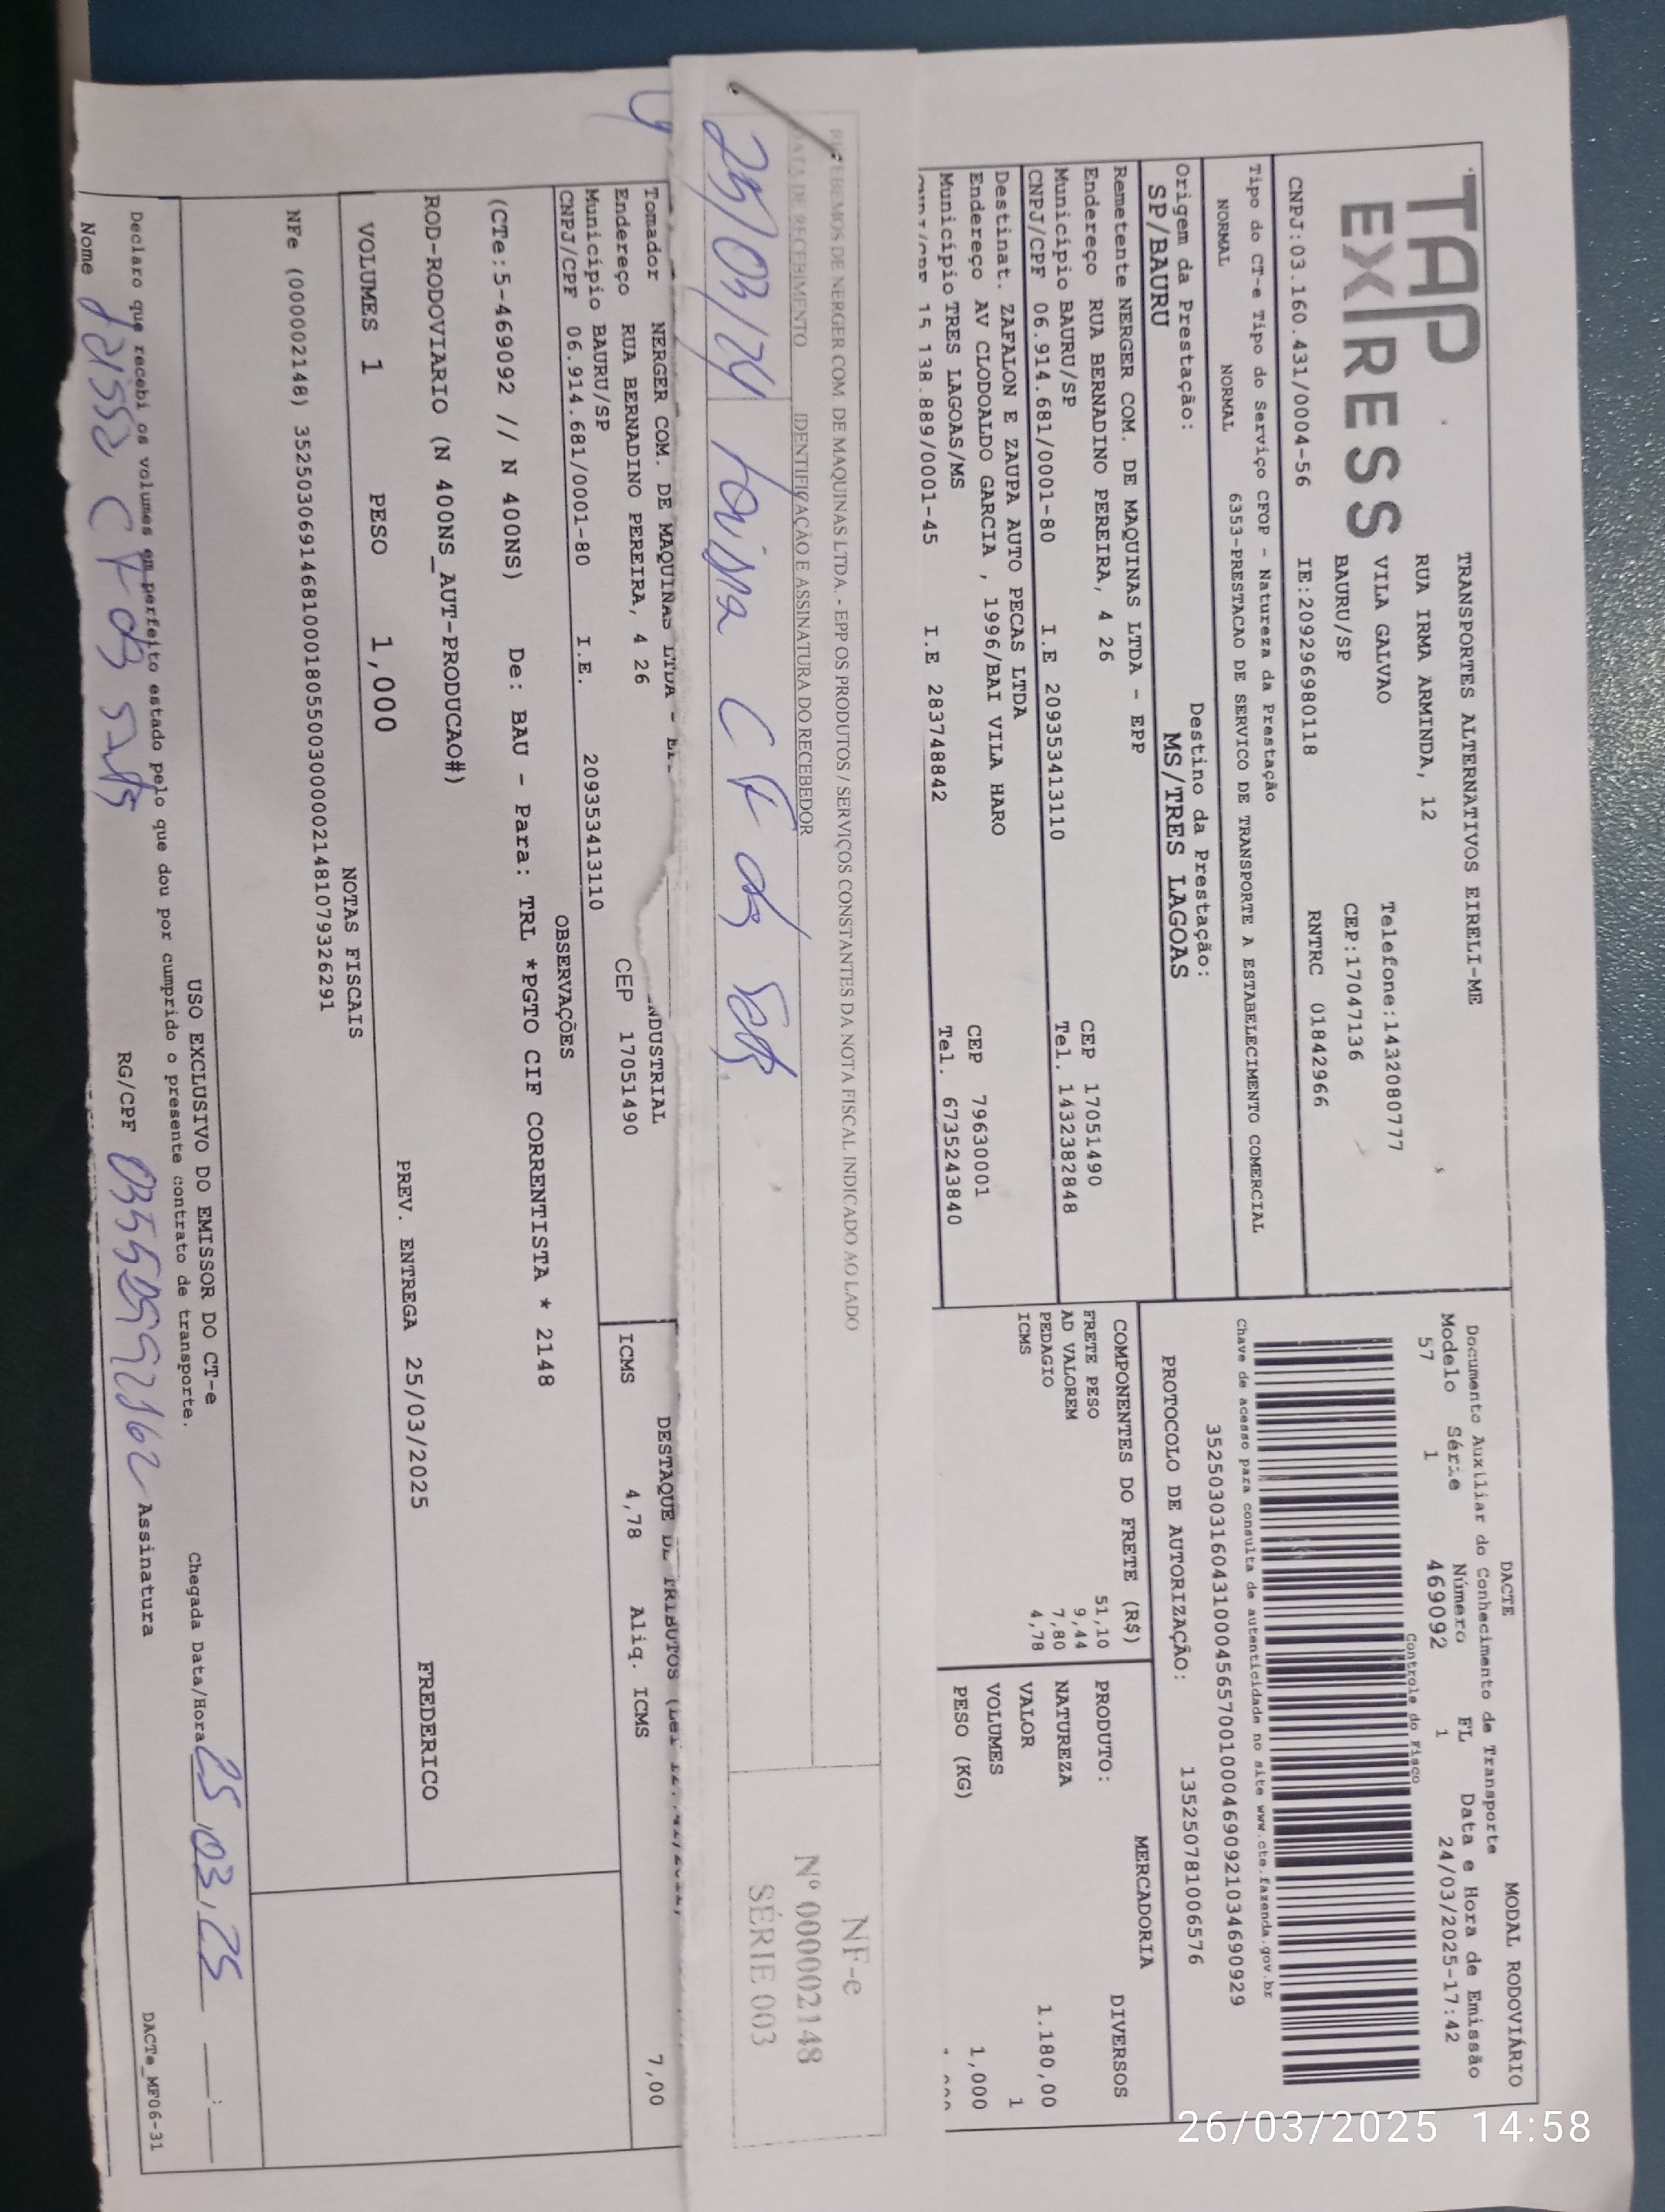 TAP
EXPRESS
TRANSPORTES ALTERNATIVOS EIRELI-ME
RUA IRMA ARMINDA, 12
VILA GALVAO
BAURU/SP
Telefone:1432080777
CEP:17047136
CNPJ:03.160.431/0004-56 IE:209296980118 RNTRC 01842966
Tipo do CT-e Tipo do Serviço CFOP - Natureza da Prestação
NORMAL NORMAL 6353-PRESTACAO DE SERVICO DE TRANSPORTE A ESTABELECIMENTO COMERCIAL
Origem da Prestação: Destino da Prestação:
SP/BAURU MS/TRES LAGOAS
Remetente NERGER COM. DE MAQUINAS LTDA - EPP
Endereço RUA BERNADINO PEREIRA, 4 26 CEP 17051490
Município BAURU/SP Tel. 1432382848
CNPJ/CPF 06.914.681/0001-80 I.E 209353413110
Destinat. ZAFALON E ZAUPA AUTO PECAS LTDA
Endereço AV CLODOALDO GARCIA , 1996/BAI VILA HARO CEP 79630001
Município TRES LAGOAS/MS Tel. 6735243840
CNPJ/CPF 15.138.889/0001-45 I.E 283748842
DACTE MODAL RODOVIÁRIO
Documento Auxiliar do Conhecimento de Transporte
Modelo Série Número FL Data e Hora de Emissão
57 1 469092 1 24/03/2025-17:42
Controle do Fisco
Chave de acesso para consulta de autenticidade no site www.cte.fazenda.gov.br
35250303160431000456570010004690921034690929
PROTOCOLO DE AUTORIZAÇÃO: 135250781006576
COMPONENTES DO FRETE (R$)
FRETE PESO 51,10
AD VALOREM 9,44
PEDAGIO 7,80
ICMS 4,78
MERCADORIA
PRODUTO: DIVERSOS
NATUREZA
VALOR 1.180,00
VOLUMES 1
PESO (KG) 1,000
RECEBEMOS DE NERGER COM. DE MAQUINAS LTDA. - EPP OS PRODUTOS / SERVIÇOS CONSTANTES DA NOTA FISCAL INDICADO AO LADO
DATA DE RECEBIMENTO IDENTIFICAÇÃO E ASSINATURA DO RECEBEDOR
NF-e
Nº 000002148
SÉRIE 003
Tomador NERGER COM. DE MAQUINAS LTDA - INDUSTRIAL
Endereço RUA BERNADINO PEREIRA, 4 26 CEP 17051490
Município BAURU/SP
CNPJ/CPF 06.914.681/0001-80 I.E. 209353413110
DESTAQUE DE TRIBUTOS
ICMS 4,78 Aliq. ICMS 7,00
OBSERVAÇÕES
(CTe:5-469092 // N 400NS) De: BAU - Para: TRL *PGTO CIF CORRENTISTA * 2148
ROD-RODOVIARIO (N 400NS_AUT-PRODUCAO#)
PREV. ENTREGA 25/03/2025 FREDERICO
VOLUMES 1 PESO 1,000
NOTAS FISCAIS
NFe (000002148) 35250306914681000180550030000021481079326291
USO EXCLUSIVO DO EMISSOR DO CT-e
Declaro que recebi os volumes em perfeito estado pelo que dou por cumprido o presente contrato de transporte.
Chegada Data/Hora 25/03/25
Nome RG/CPF Assinatura
DACTe_MF06-31
26/03/2025 14:58